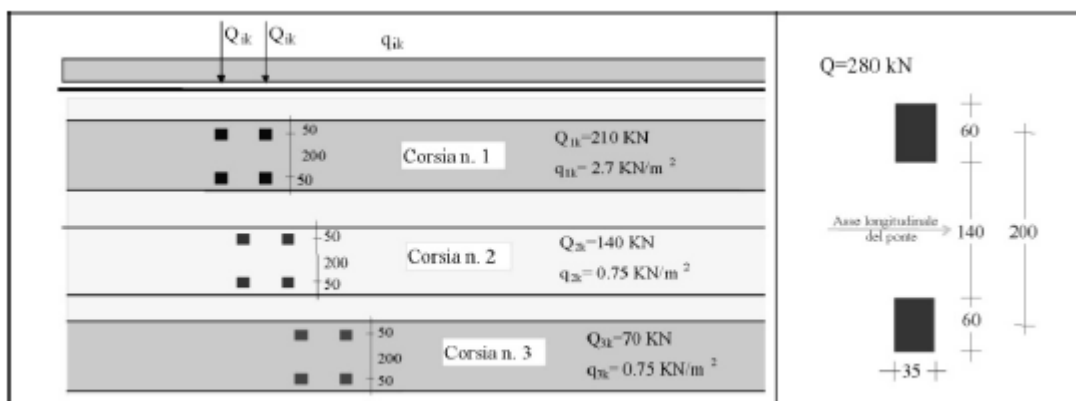 Q₁ₖ Q₁ₖ qᵢₖ
50
200
50
Corsia n. 1
Q₁ₖ=210 KN
q₁ₖ= 2.7 KN/m ²
50
200
50
Corsia n. 2
Q₂ₖ=140 KN
q₂ₖ= 0.75 KN/m ²
50
200
50
Corsia n. 3
Q₃ₖ=70 KN
q₃ₖ= 0.75 KN/m ²
Q=280 kN
60
Asse longitudinale
del ponte
140
200
60
35